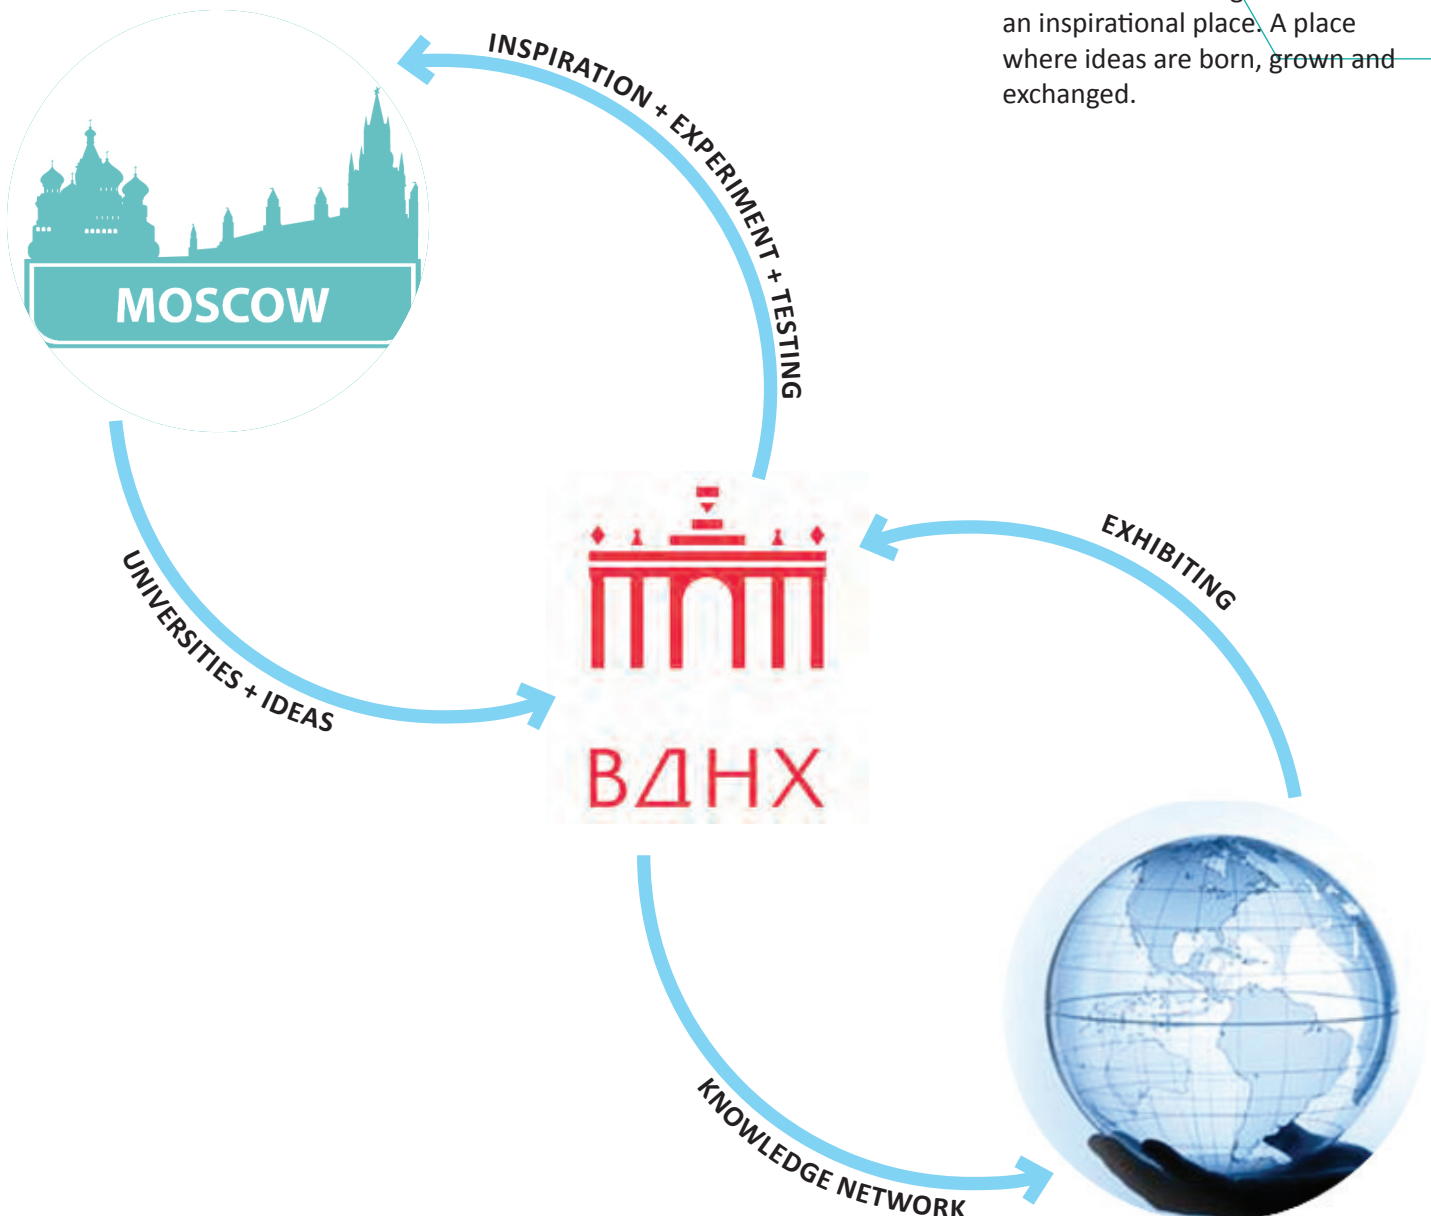 an inspirational place. A place
where ideas are born, grown and
exchanged.
INSPIRATION + EXPERIMENT + TESTING
MOSCOW
EXHIBITING
UNIVERSITIES + IDEAS
ВДНХ
KNOWLEDGE NETWORK